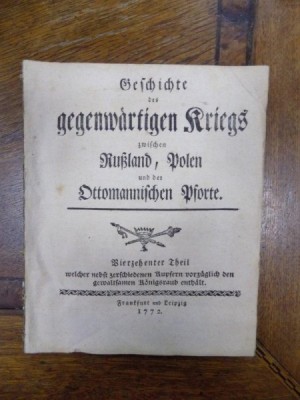 Geschichte
des
gegenwärtigen Kriegs
zwischen
Rußland, Polen
und der
Ottomannischen Pforte.
Vierzehenter Theil
welcher nebst verschiedenen Kupfern vorzüglich den
gewaltsamen Königsraub enthält.
Frankfurt und Leipzig
1772.